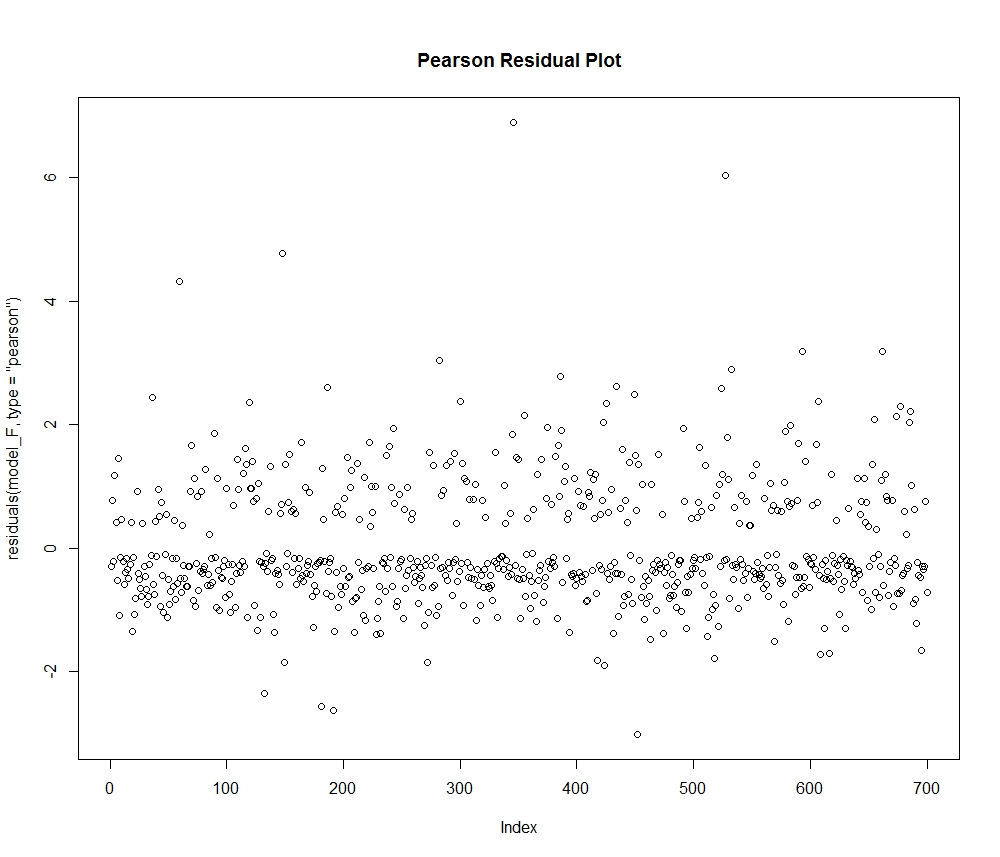 Pearson Residual Plot
residuals(model_F, type = "pearson")
6
4
2
0
-2
0 100 200 300 400 500 600 700
Index